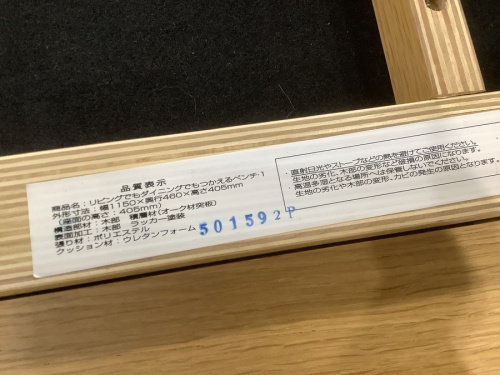 品質表示
商品名：リビングでもダイニングでもつかえるベンチ・1
外形寸法：幅1150×奥行460×高さ405mm
（座面の高さ：405mm）
構造部材：木部　積層材（オーク材突板）
表面加工：木部　ラッカー塗装
張り材：ポリエステル
クッション材：ウレタンフォーム
501592P
・直射日光やストーブなどの熱を避けてご使用ください。
生地の劣化、木部の変形など破損の原因になります。
・高温多湿となる場所へは保管しないでください。
生地の劣化や木部の変形、カビの発生の原因となります。